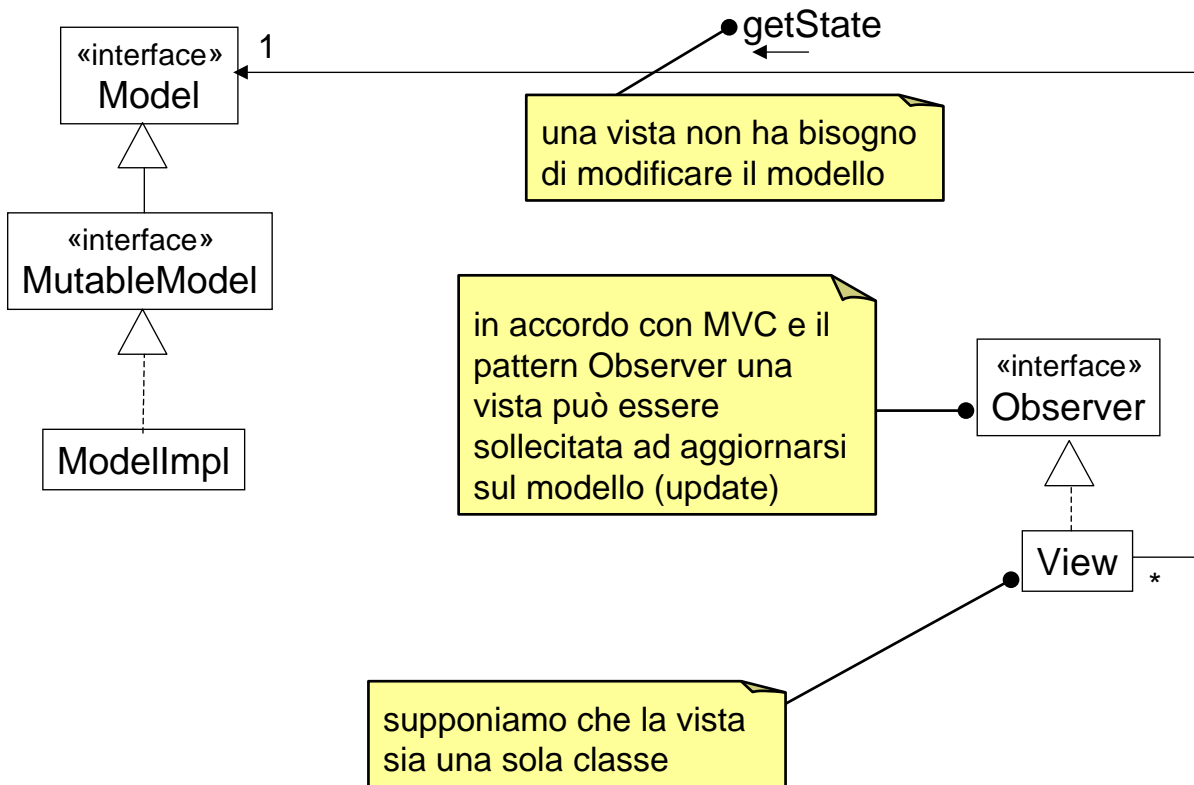 getState
«interface»
Model
1
una vista non ha bisogno
di modificare il modello
«interface»
MutableModel
in accordo con MVC e il
pattern Observer una
vista può essere
sollecitata ad aggiornarsi
sul modello (update)
«interface»
Observer
ModelImpl
View
*
supponiamo che la vista
sia una sola classe